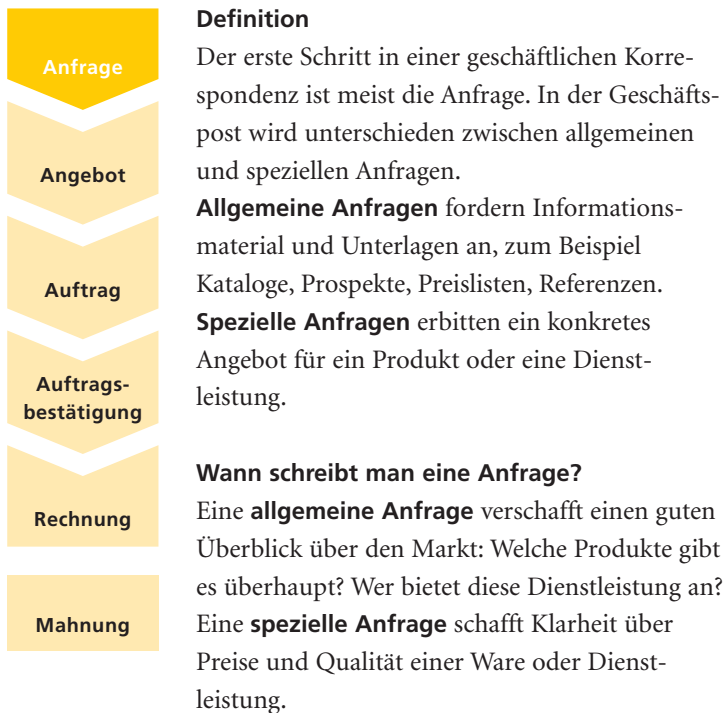 Anfrage
Angebot
Auftrag
Auftrags-
bestätigung
Rechnung
Mahnung
Definition
Der erste Schritt in einer geschäftlichen Korre-
spondenz ist meist die Anfrage. In der Geschäfts-
post wird unterschieden zwischen allgemeinen
und speziellen Anfragen.
Allgemeine Anfragen fordern Informations-
material und Unterlagen an, zum Beispiel
Kataloge, Prospekte, Preislisten, Referenzen.
Spezielle Anfragen erbitten ein konkretes
Angebot für ein Produkt oder eine Dienst-
leistung.
Wann schreibt man eine Anfrage?
Eine allgemeine Anfrage verschafft einen guten
Überblick über den Markt: Welche Produkte gibt
es überhaupt? Wer bietet diese Dienstleistung an?
Eine spezielle Anfrage schafft Klarheit über
Preise und Qualität einer Ware oder Dienst-
leistung.